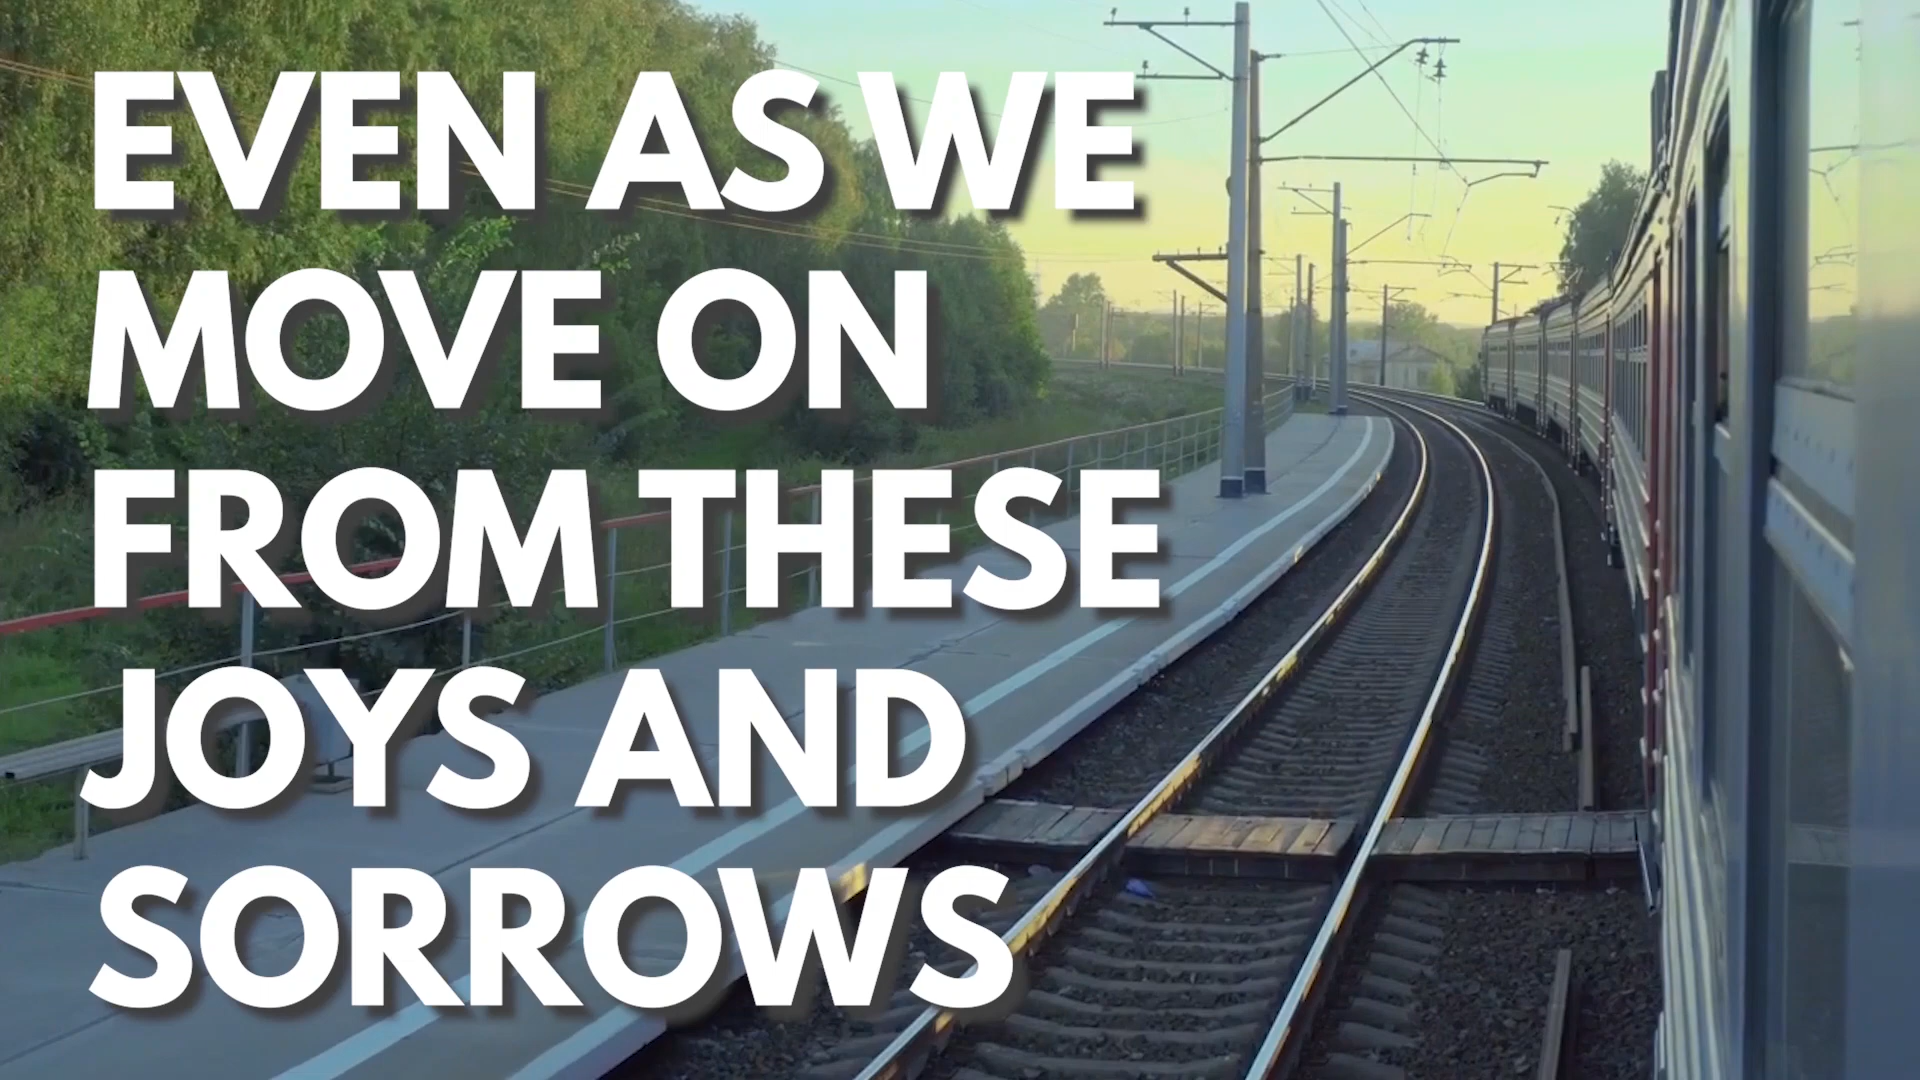 EVEN AS WE
MOVE ON
FROM THESE
JOYS AND
SORROWS